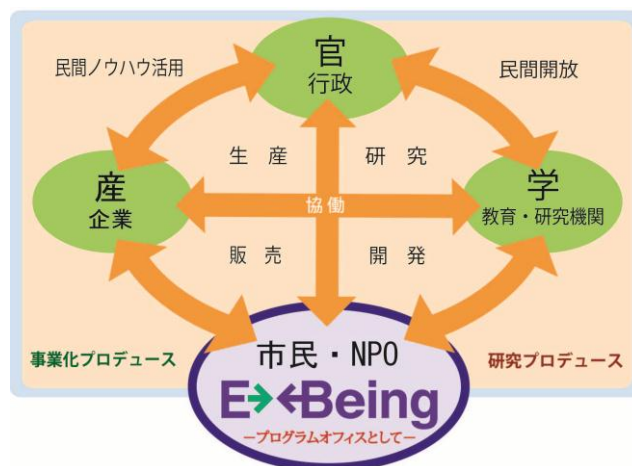 官
行政
民間ノウハウ活用
民間開放
生 産
研 究
産
企業
協働
学
教育・研究機関
販 売
開 発
事業化プロデュース
市民・NPO
研究プロデュース
E→←Being
−プログラムオフィスとして−